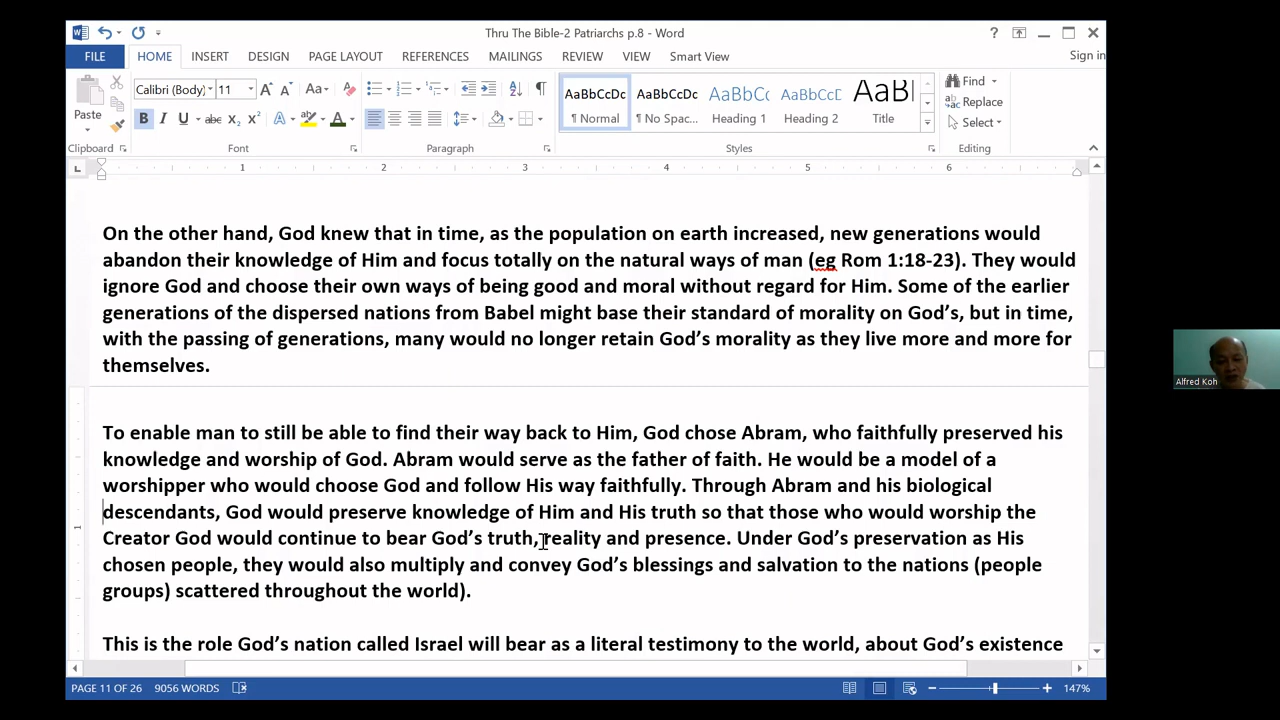 Thru The Bible-2 Patriarchs p.8 - Word
?
FILE HOME INSERT DESIGN PAGE LAYOUT REFERENCES MAILINGS REVIEW VIEW Smart View Sign in
Paste
Calibri (Body) 11 Aa
B I U abc X₂ X² A A
AaBbCcDc AaBbCcDc AaBbCc AaBbCcD AaBl
¶ Normal ¶ No Spac... Heading 1 Heading 2 Title
Find
Replace
Select
Clipboard Font Paragraph Styles Editing
L 1 2 3 4 5 6
On the other hand, God knew that in time, as the population on earth increased, new generations would
abandon their knowledge of Him and focus totally on the natural ways of man (eg Rom 1:18-23). They would
ignore God and choose their own ways of being good and moral without regard for Him. Some of the earlier
generations of the dispersed nations from Babel might base their standard of morality on God's, but in time,
with the passing of generations, many would no longer retain God's morality as they live more and more for
themselves.
To enable man to still be able to find their way back to Him, God chose Abram, who faithfully preserved his
knowledge and worship of God. Abram would serve as the father of faith. He would be a model of a
worshipper who would choose God and follow His way faithfully. Through Abram and his biological
descendants, God would preserve knowledge of Him and His truth so that those who would worship the
Creator God would continue to bear God's truth, reality and presence. Under God's preservation as His
chosen people, they would also multiply and convey God's blessings and salvation to the nations (people
groups) scattered throughout the world).
This is the role God's nation called Israel will bear as a literal testimony to the world, about God's existence
1
PAGE 11 OF 26 9056 WORDS 147%
Alfred Koh